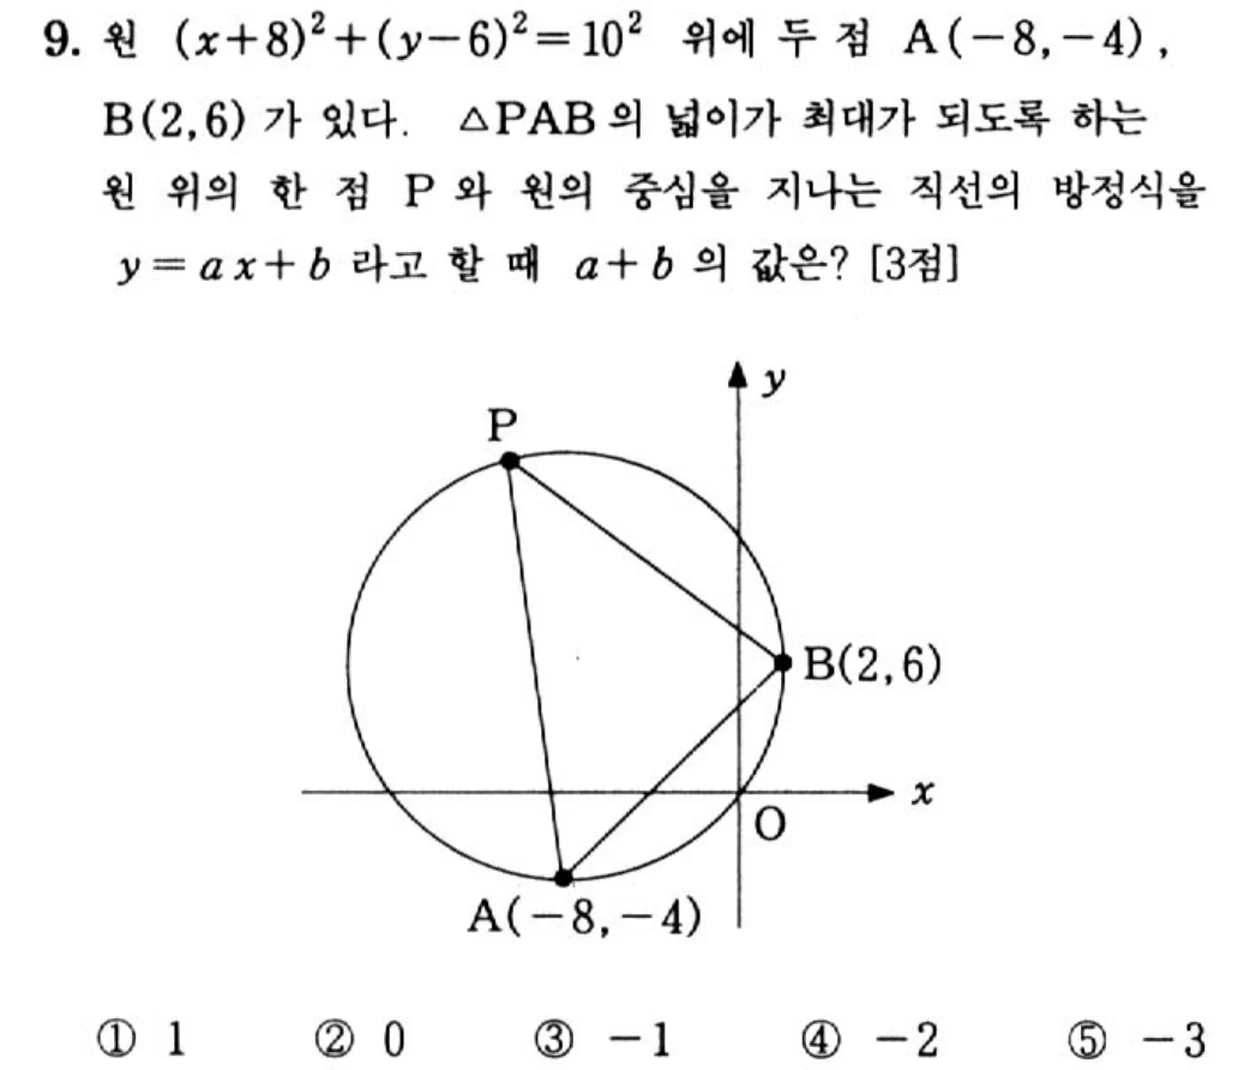 9. 원 (x+8)²+(y−6)²=10² 위에 두 점 A(−8,−4),
B(2,6)가 있다. △PAB의 넓이가 최대가 되도록 하는
원 위의 한 점 P와 원의 중심을 지나는 직선의 방정식을
y=ax+b라고 할 때 a+b의 값은? [3점]
y
P
B(2,6)
x
O
A(−8,−4)
① 1 ② 0 ③ −1 ④ −2 ⑤ −3